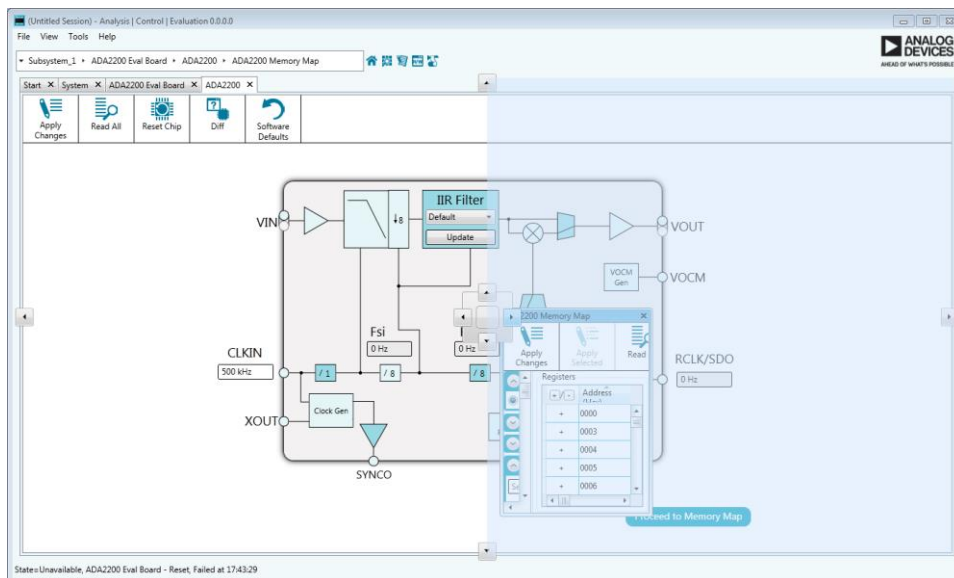 (Untitled Session) - Analysis | Control | Evaluation 0.0.0.0
File View Tools Help
ANALOG
DEVICES
AHEAD OF WHAT'S POSSIBLE
Subsystem_1 ADA2200 Eval Board ADA2200 ADA2200 Memory Map
Start System ADA2200 Eval Board ADA2200
Apply
Changes
Read All
Reset Chip
Diff
Software
Defaults
IIR Filter
VIN
↓8
Default
Update
VOUT
VOCM
Gen
VOCM
Fsi
0 Hz
0 Hz
2200 Memory Map
Apply
Changes
Apply
Selected
Read
CLKIN
500 kHz
/ 1
/ 8
/ 8
RCLK/SDO
0 Hz
Registers
+/- Address
+ 0000
+ 0003
+ 0004
+ 0005
+ 0006
Clock Gen
XOUT
SYNCO
Proceed to Memory Map
State=Unavailable, ADA2200 Eval Board - Reset, Failed at 17:43:29